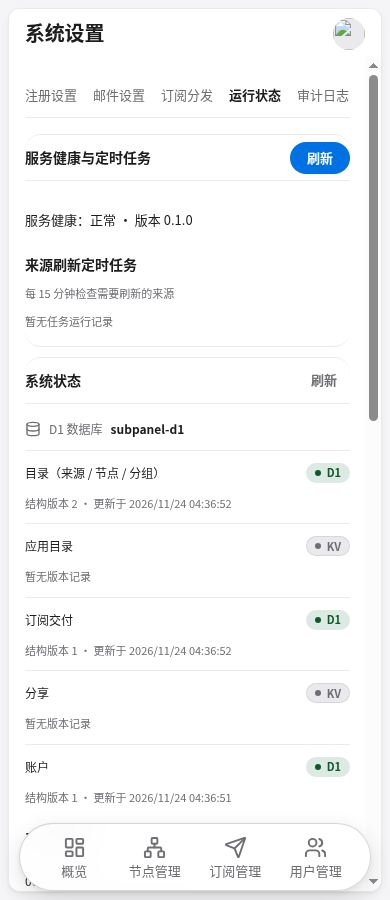 系统设置
注册设置 邮件设置 订阅分发 运行状态 审计日志
服务健康与定时任务 刷新
服务健康：正常 · 版本 0.1.0
来源刷新定时任务
每 15 分钟检查需要刷新的来源
暂无任务运行记录
系统状态 刷新
D1 数据库 subpanel-d1
目录（来源 / 节点 / 分组） D1
结构版本 2 · 更新于 2026/11/24 04:36:52
应用目录 KV
暂无版本记录
订阅交付 D1
结构版本 1 · 更新于 2026/11/24 04:36:52
分享 KV
暂无版本记录
账户 D1
结构版本 1 · 更新于 2026/11/24 04:36:51
概览 节点管理 订阅管理 用户管理